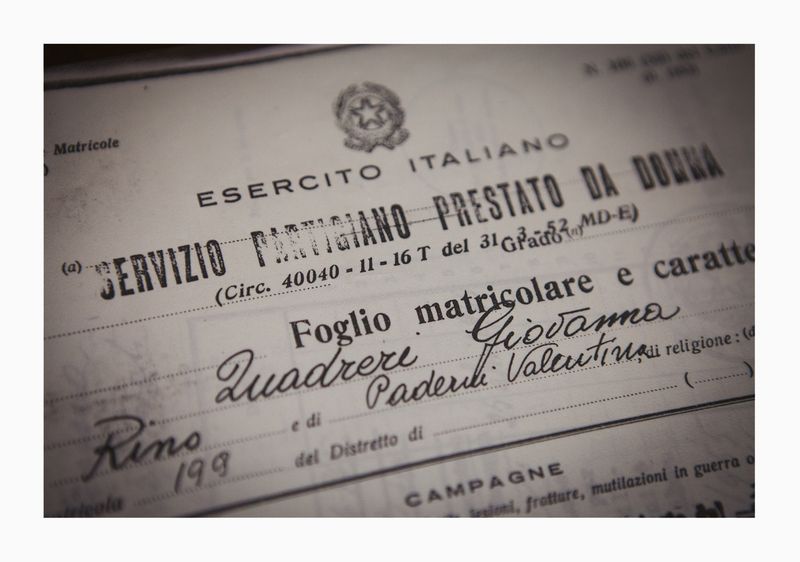 Matricole
ESERCITO ITALIANO
(a) SERVIZIO PARTIGIANO PRESTATO DA DONNA
(Circ. 40040 - 11 - 16 T del 31 - 3 - 52 MD-E)
Grado
Foglio matricolare e caratte
Quadreri Giovanna
Rino e di Paderni Valentina, di religione: (d
199 del Distretto di (
CAMPAGNE
lesioni, fratture, mutilazioni in guerra o